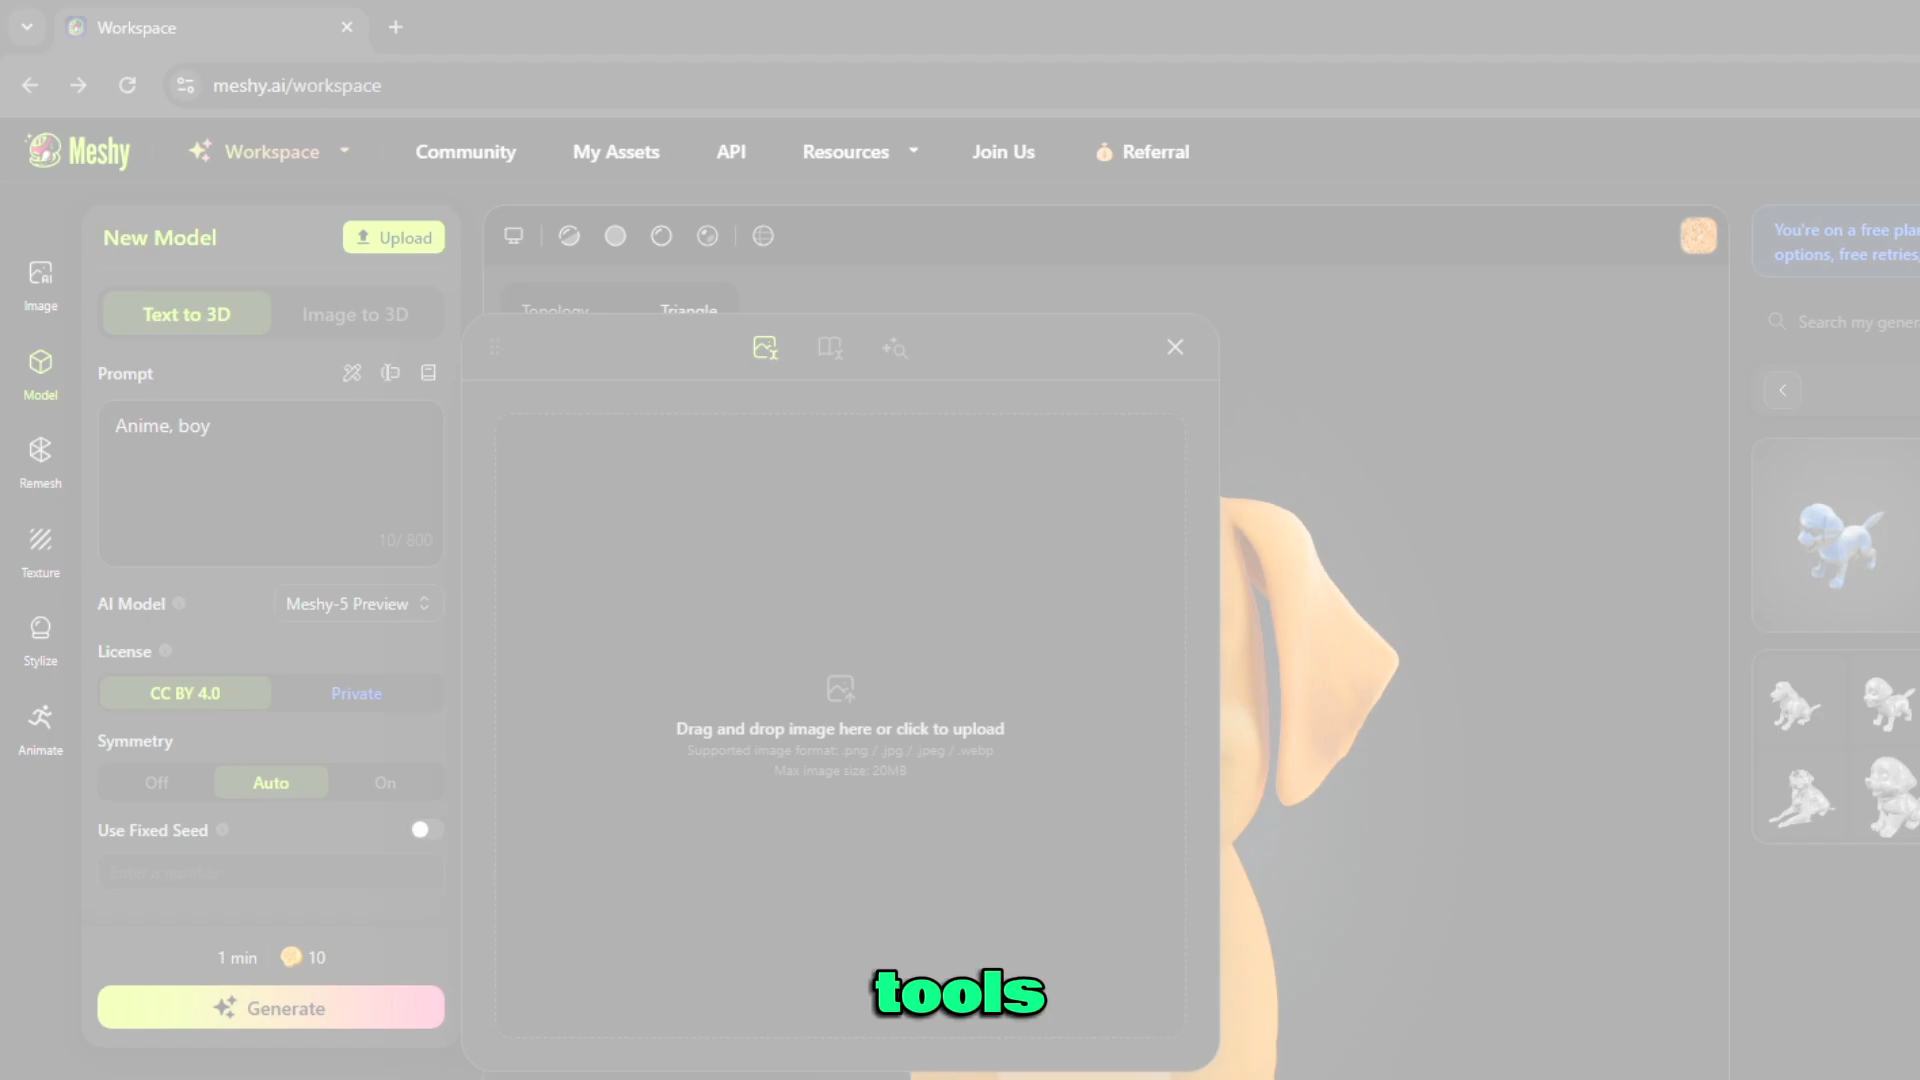 Workspace
meshy.ai/workspace
Meshy
Workspace
Community
My Assets
API
Resources
Join Us
Referral
New Model
Upload
You're on a free plan
options, free retries,
Image
Text to 3D
Image to 3D
Topology
Triangle
Search my gener
Prompt
Model
Anime, boy
Remesh
10/ 800
Texture
AI Model
Meshy-5 Preview
License
Stylize
CC BY 4.0
Private
Drag and drop image here or click to upload
Supported image format: .png / .jpg / .jpeg / .webp
Max image size: 20MB
Symmetry
Animate
Off
Auto
On
Use Fixed Seed
Enter a number
1 min
10
Generate
tools